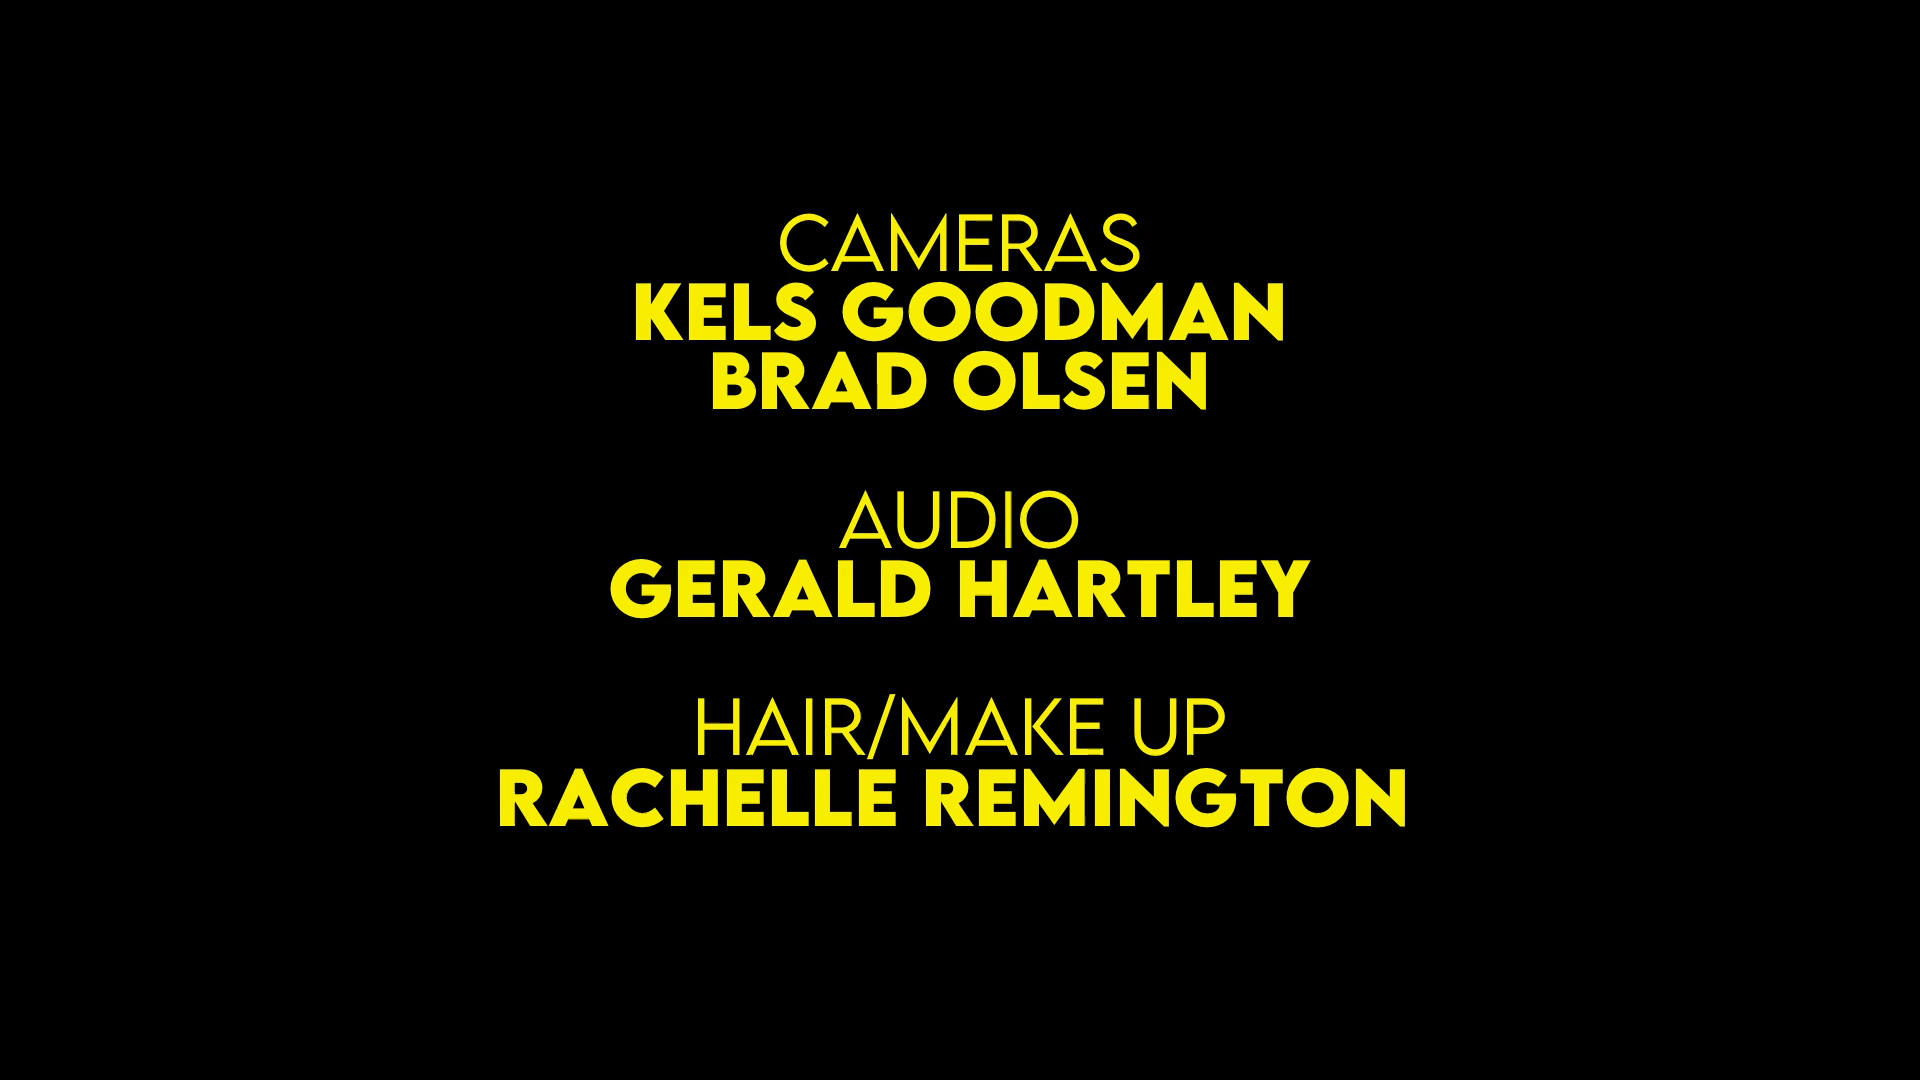 CAMERAS
KELS GOODMAN
BRAD OLSEN
AUDIO
GERALD HARTLEY
HAIR/MAKE UP
RACHELLE REMINGTON